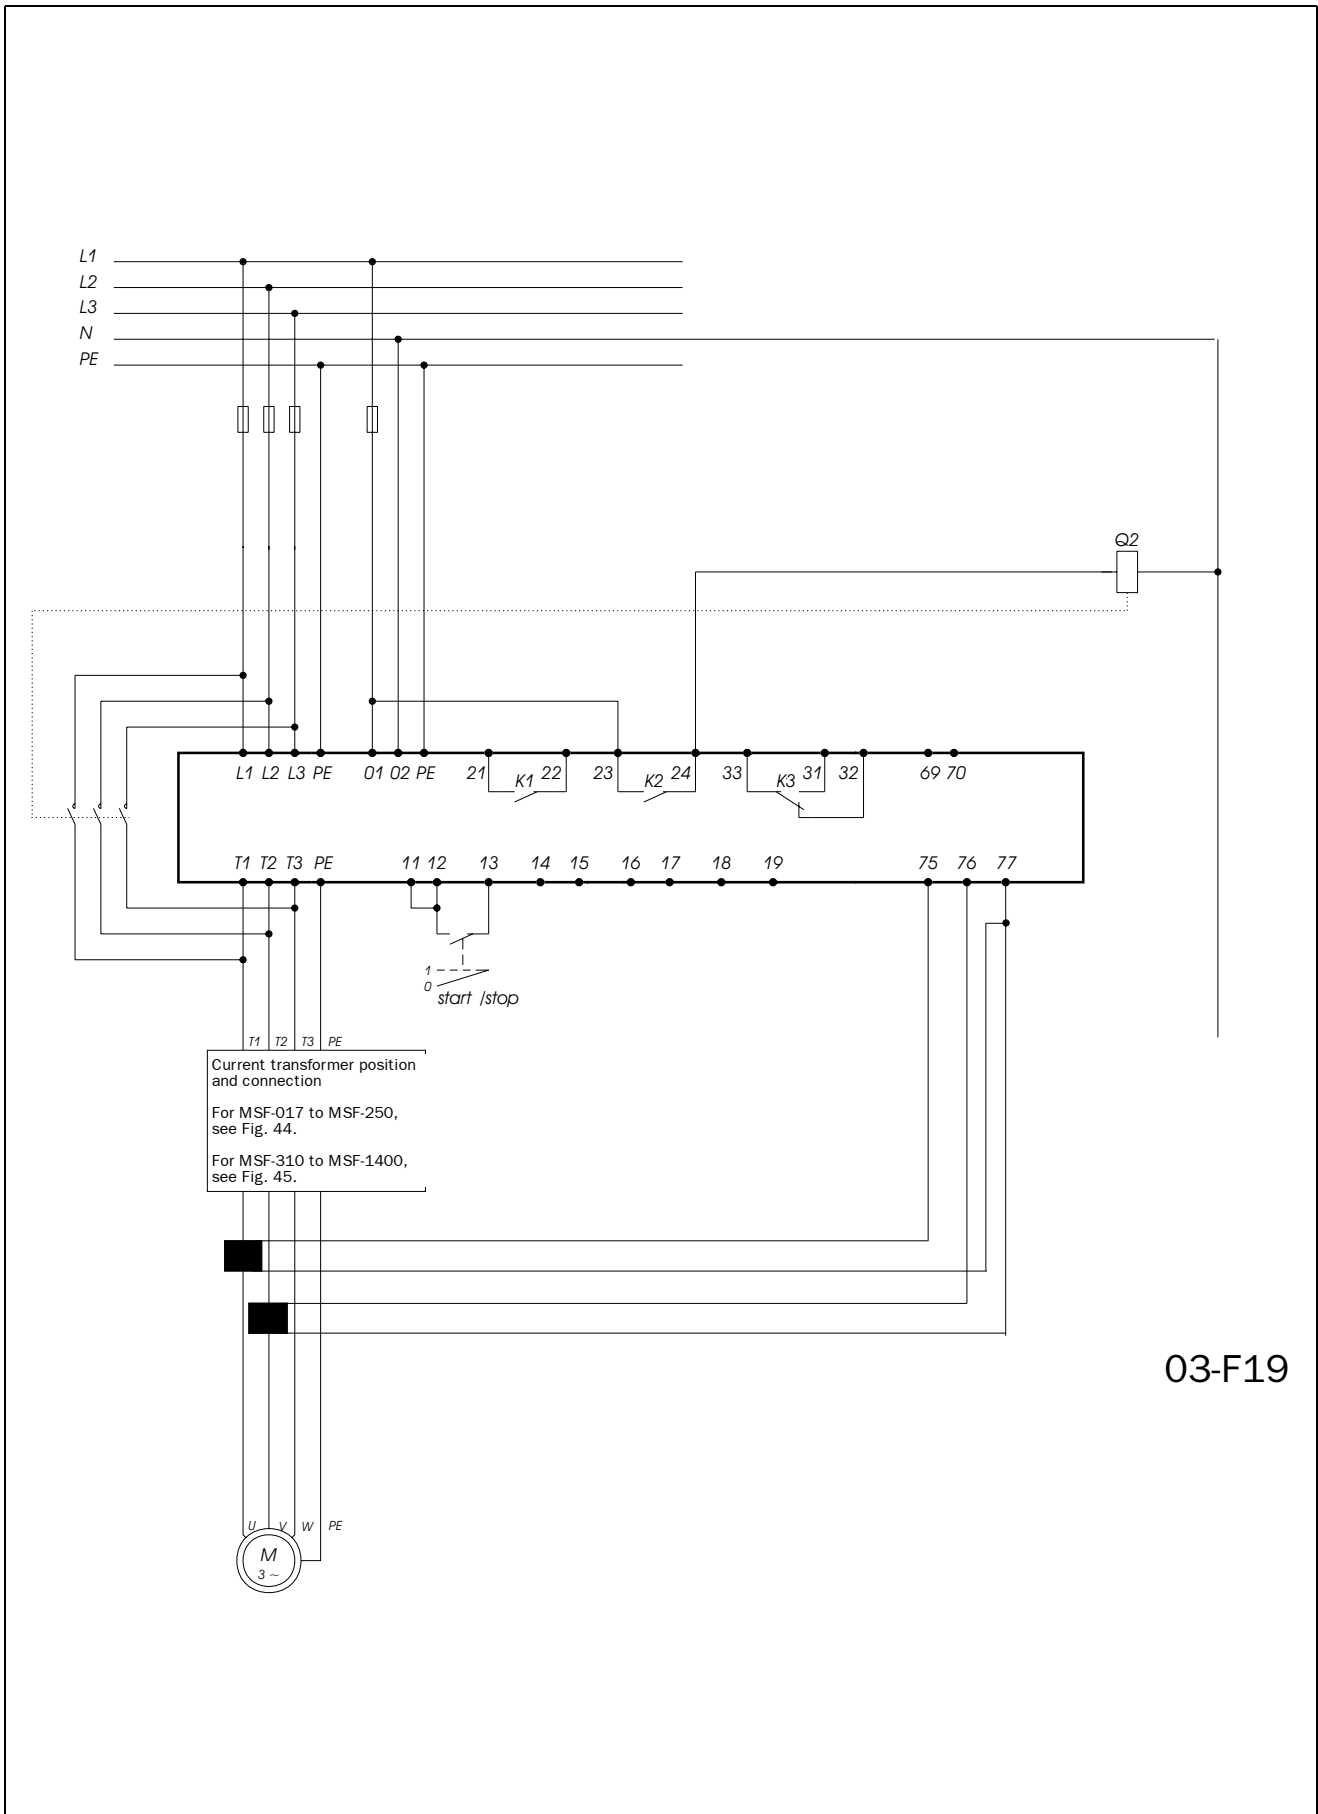 L1
L2
L3
N
PE
Q2
L1 L2 L3 PE 01 02 PE 21 K1 22 23 K2 24 33 K3 31 32 69 70
T1 T2 T3 PE 11 12 13 14 15 16 17 18 19 75 76 77
1
0
start /stop
T1 T2 T3 PE
Current transformer position
and connection
For MSF-017 to MSF-250,
see Fig. 44.
For MSF-310 to MSF-1400,
see Fig. 45.
03-F19
U V W PE
M
3 ~